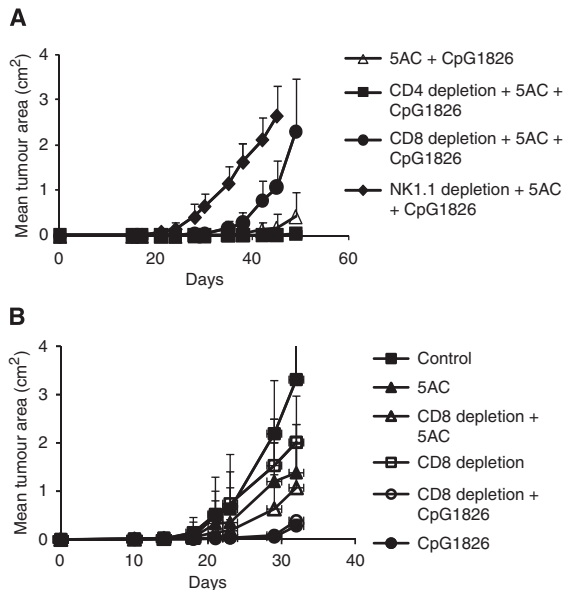 A
Mean tumour area (cm2)
4
3
2
1
0
0
20
40
60
Days
5AC + CpG1826
CD4 depletion + 5AC +
CpG1826
CD8 depletion + 5AC +
CpG1826
NK1.1 depletion + 5AC
+ CpG1826
B
Mean tumour area (cm2)
4
3
2
1
0
0
10
20
30
40
Days
Control
5AC
CD8 depletion +
5AC
CD8 depletion
CD8 depletion +
CpG1826
CpG1826